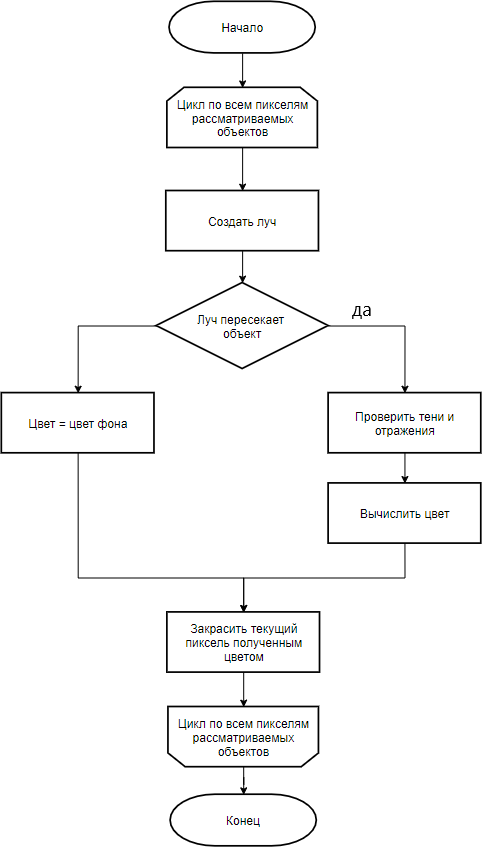 Начало
Цикл по всем пикселям
рассматриваемых
объектов
Создать луч
Луч пересекает
объект
да
Цвет = цвет фона
Проверить тени и
отражения
Вычислить цвет
Закрасить текущий
пиксель полученным
цветом
Цикл по всем пикселям
рассматриваемых
объектов
Конец